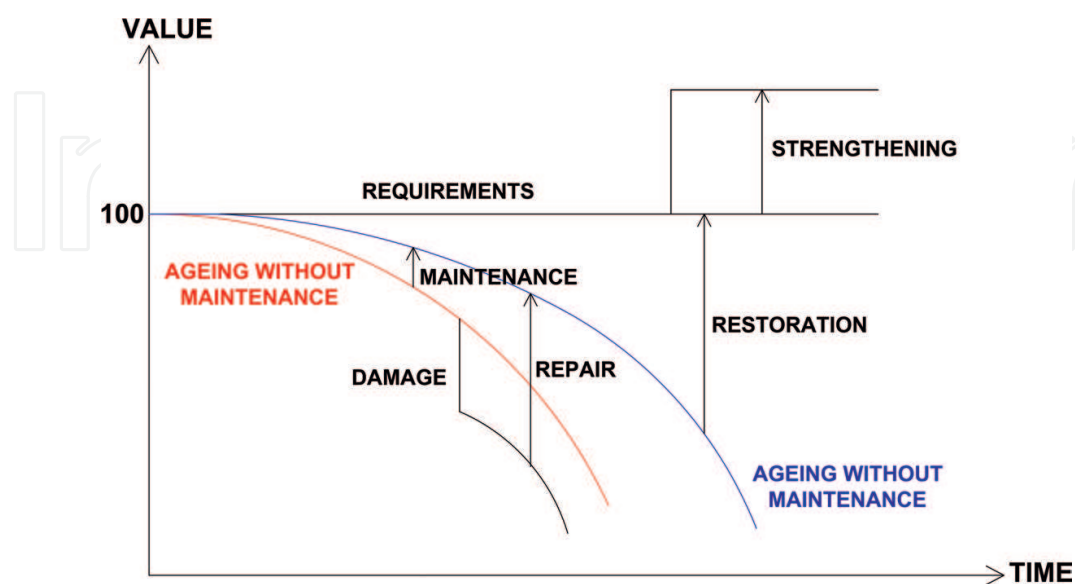 VALUE
STRENGTHENING
REQUIREMENTS
100
AGEING WITHOUT
MAINTENANCE
MAINTENANCE
RESTORATION
DAMAGE
REPAIR
AGEING WITHOUT
MAINTENANCE
TIME